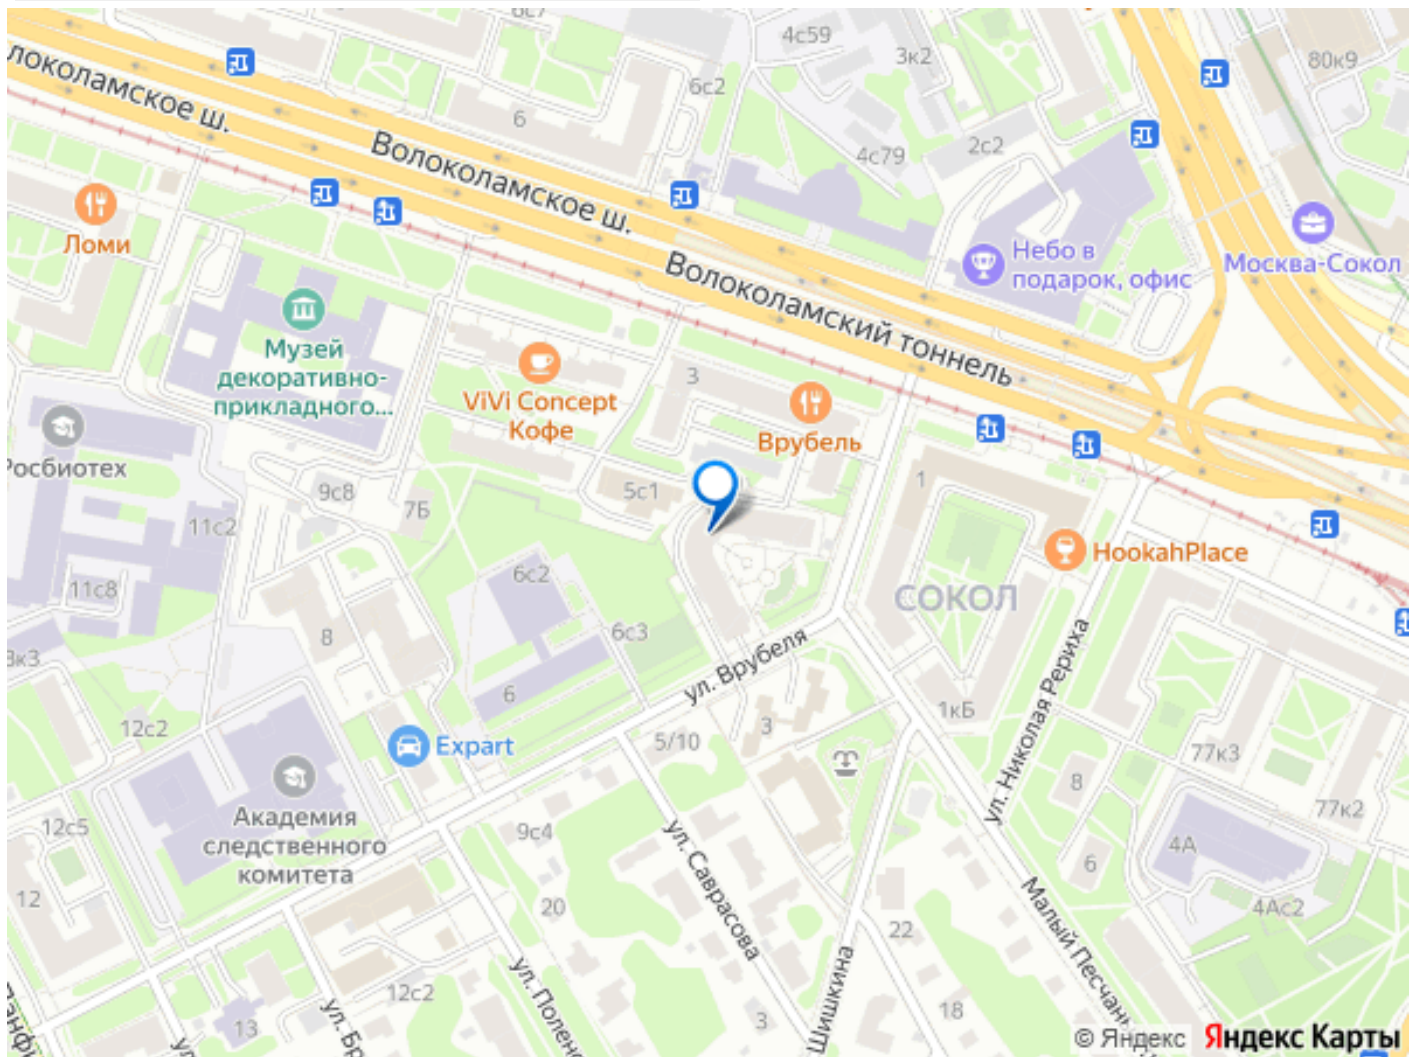 6с7
4с59
3к2
80к9
6с2
6
Волоколамское ш.
4с79
2с2
Волоколамское ш.
Ломи
Небо в
подарок, офис
Москва-Сокол
Волоколамский тоннель
Музей
декоративно-
прикладного...
ViVi Concept
Кофе
3
Врубель
Росбиотех
9с8
7Б
5с1
1
11с2
HookahPlace
11с8
6с2
СОКОЛ
8
6с3
ул. Врубеля
ул. Николая Рериха
6
1кБ
12с2
Expart
5/10
3
77к3
8
77к2
Академия
следственного
комитета
12с5
9с4
ул. Саврасова
4А
6
12
20
Малый Песчан
4Ас2
22
12с2
ул. Полено
Шишкина
18
13
3
ул. Бр
© Яндекс
Яндекс Карты